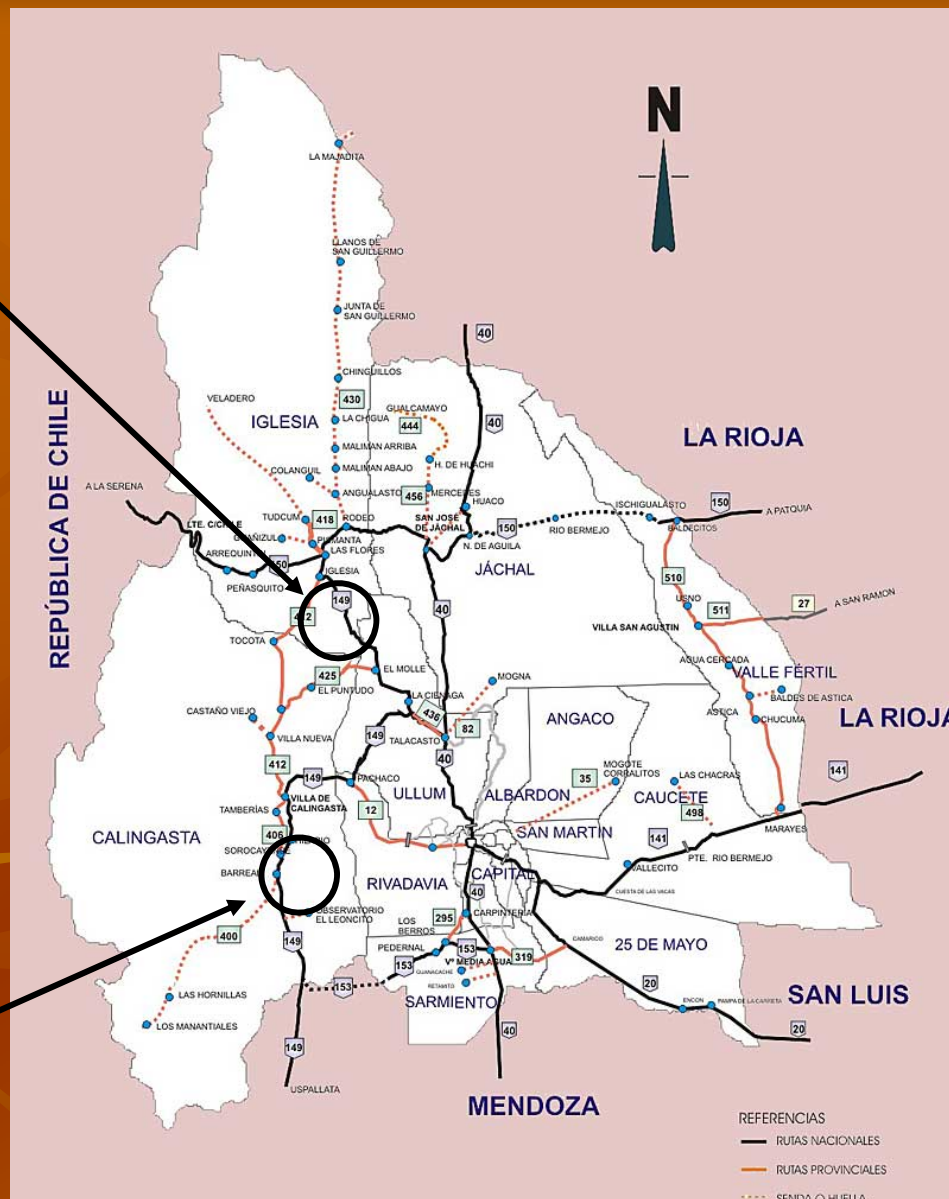 N
LA MAJADITA
LLANOS DE
SAN GUILLERMO
JUNTA DE
SAN GUILLERMO
40
CHINGUILLOS
VELADERO
430
GUALCAMAYO
REPÚBLICA DE CHILE
IGLESIA
LA CHIGUA
444
40
LA RIOJA
MALIMAN ARRIBA
COLANGUIL
MALIMAN ABAJO
H. DE HUACHI
A LA SERENA
ANGUALASTO
456
MERCEDES
HUACO
ISCHIGUALASTO
150
A PATQUIA
TUDCUM
418
RODEO
SAN JOSÉ
DE JÁCHAL
150
RIO BERMEJO
BALDECITOS
LTE. C/CHILE
PISMANTA
LAS FLORES
N. DE AGUILA
ARREQUINTIN
IGLESIA
JÁCHAL
PEÑASQUITO
510
149
40
USNO
511
27
A SAN RAMON
VILLA SAN AGUSTIN
TOCOTA
AGUA CERCADA
425
EL MOLLE
VALLE FÉRTIL
EL PUNTUDO
MOGNA
BALDES DE ASTICA
LA CIENAGA
ASTICA
CASTAÑO VIEJO
436
82
ANGACO
CHUCUMA
LA RIOJA
VILLA NUEVA
149
TALACASTO
40
412
149
PACHACO
35
MOGOTE
CORRALITOS
LAS CHACRAS
141
ULLUM
ALBARDON
CAUCETE
VILLA DE
CALINGASTA
TAMBERÍAS
12
498
MARAYES
CALINGASTA
406
SAN MARTIN
141
SOROCAYENSE
PTE. RIO BERMEJO
BARREAL
RIVADAVIA
CAPITAL
VALLECITO
40
CUESTA DE LAS VACAS
OBSERVATORIO
EL LEONCITO
295
CARPINTERIA
LOS
BERROS
400
149
25 DE MAYO
PEDERNAL
153
CAMARICO
Vª MEDIA AGUA
319
153
GUANACACHE
RETAMITO
LAS HORNILLAS
153
SARMIENTO
20
ENCON
PAMPA DE LA CARRETA
SAN LUIS
LOS MANANTIALES
40
20
149
USPALLATA
MENDOZA
REFERENCIAS
RUTAS NACIONALES
RUTAS PROVINCIALES
SENDA O HUELLA